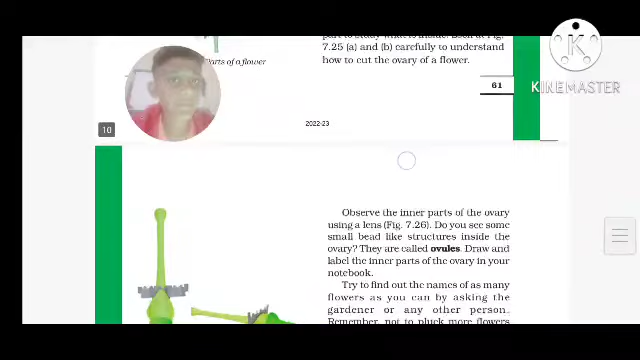 part to study what is inside. Look at Fig.
7.25 (a) and (b) carefully to understand
how to cut the ovary of a flower.
Parts of a flower
61
KINEMASTER
10
2022-23
Observe the inner parts of the ovary
using a lens (Fig. 7.26). Do you see some
small bead like structures inside the
ovary? They are called ovules. Draw and
label the inner parts of the ovary in your
notebook.
Try to find out the names of as many
flowers as you can by asking the
gardener or any other person.
Remember, not to pluck more flowers